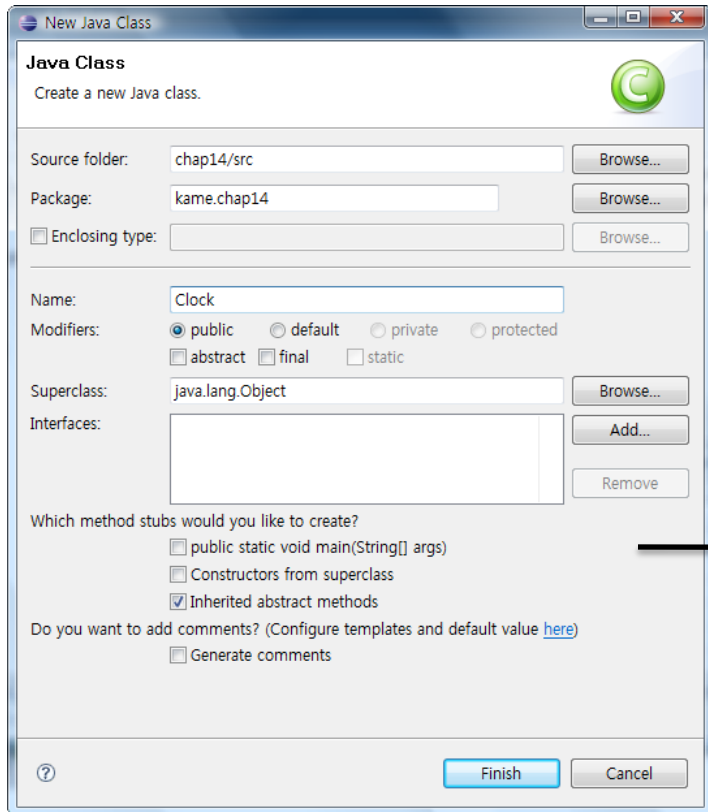 New Java Class
Java Class
Create a new Java class.
C
Source folder: chap14/src Browse...
Package: kame.chap14 Browse...
Enclosing type: Browse...
Name: Clock
Modifiers: public default private protected
abstract final static
Superclass: java.lang.Object Browse...
Interfaces: Add...
Remove
Which method stubs would you like to create?
public static void main(String[] args)
Constructors from superclass
Inherited abstract methods
Do you want to add comments? (Configure templates and default value here)
Generate comments
? Finish Cancel